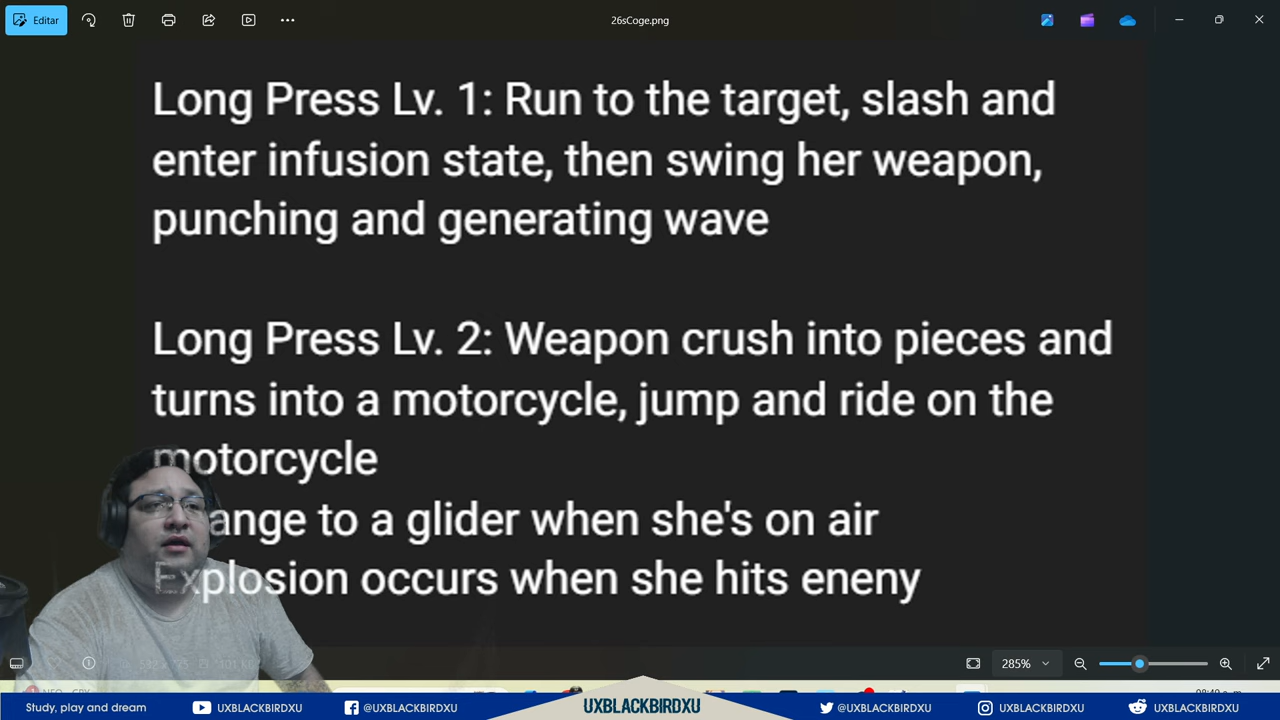 Editar
26sCoge.png
Long Press Lv. 1: Run to the target, slash and
enter infusion state, then swing her weapon,
punching and generating wave
Long Press Lv. 2: Weapon crush into pieces and
turns into a motorcycle, jump and ride on the
motorcycle
ange to a glider when she's on air
Explosion occurs when she hits eneny
285%
Study, play and dream
UXBLACKBIRDXU
@UXBLACKBIRDXU
UXBLACKBIRDXU
@UXBLACKBIRDXU
UXBLACKBIRDXU
UXBLACKBIRDXU